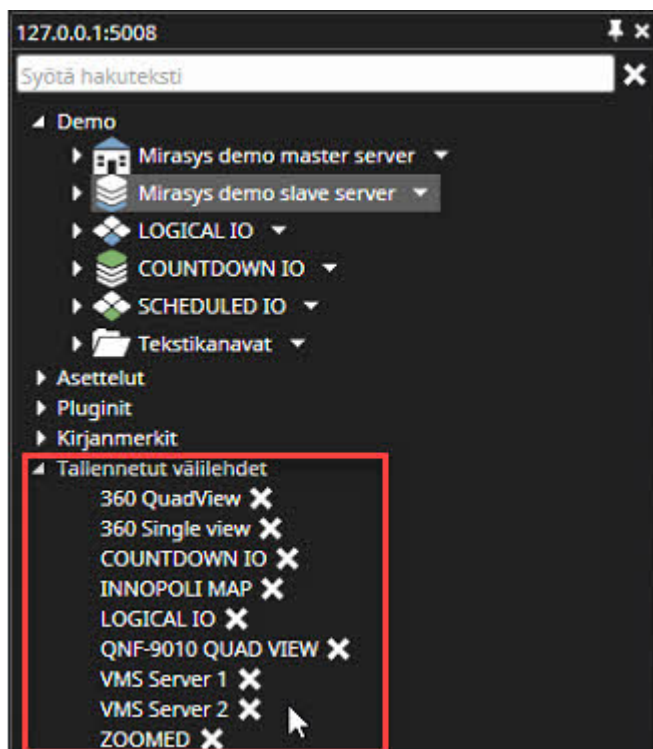 127.0.0.1:5008
Syötä hakuteksti
Demo
Mirasys demo master server
Mirasys demo slave server
LOGICAL IO
COUNTDOWN IO
SCHEDULED IO
Tekstikanavat
Asettelut
Pluginit
Kirjanmerkit
Tallennetut välilehdet
360 QuadView
360 Single view
COUNTDOWN IO
INNOPOLI MAP
LOGICAL IO
QNF-9010 QUAD VIEW
VMS Server 1
VMS Server 2
ZOOMED